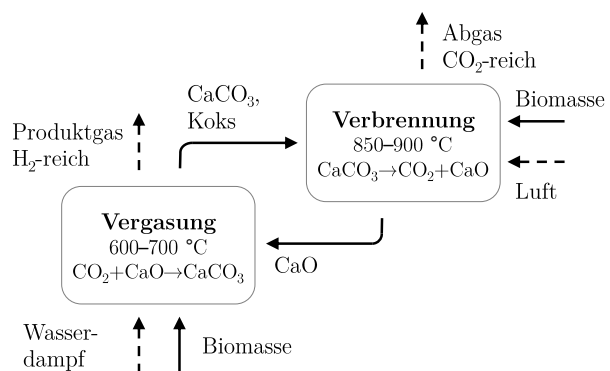 Abgas
CO₂-reich
CaCO₃,
Koks
Produktgas
H₂-reich
Verbrennung
850–900 °C
CaCO₃→CO₂+CaO
Biomasse
Luft
Vergasung
600–700 °C
CO₂+CaO→CaCO₃
CaO
Wasser-
dampf
Biomasse